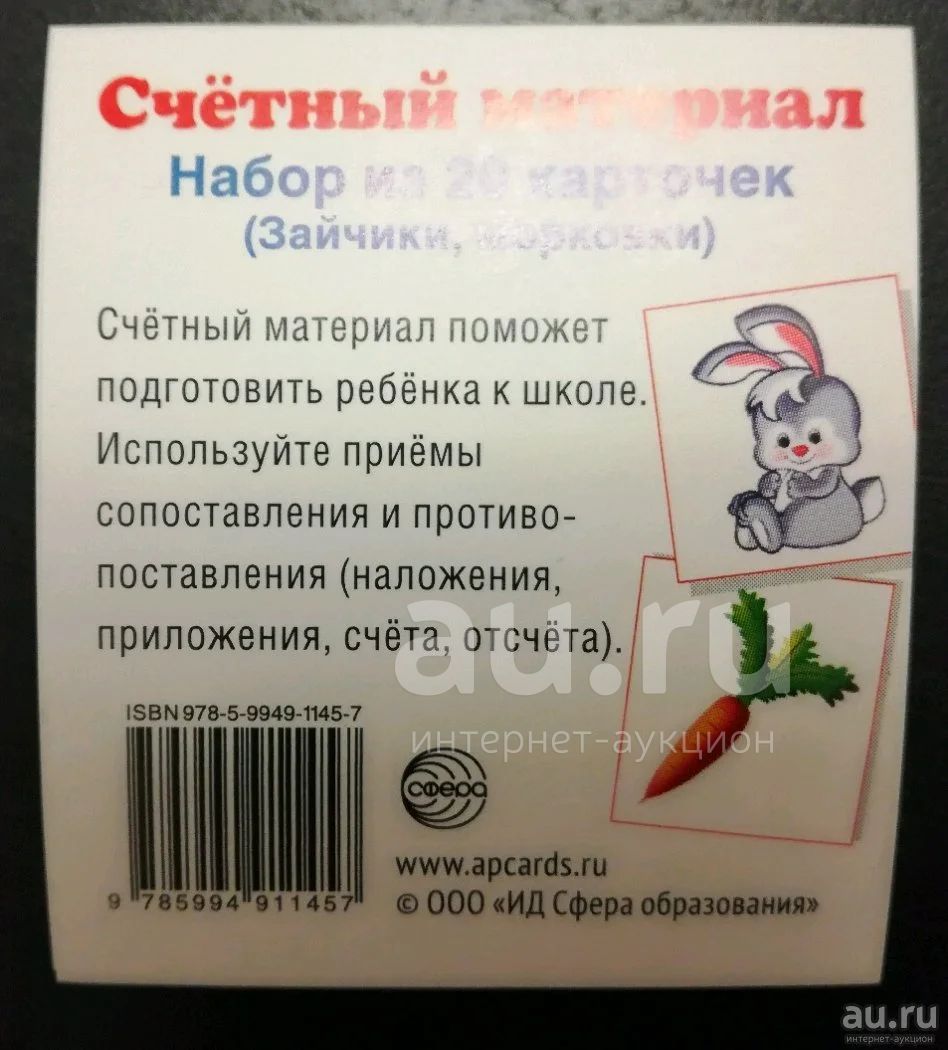 Счётный материал
Набор из 20 карточек
(Зайчики, морковки)
Счётный материал поможет
подготовить ребёнка к школе.
Используйте приёмы
сопоставления и противо-
поставления (наложения,
приложения, счёта, отсчёта).
au.ru
интернет-аукцион
ISBN 978-5-9949-1145-7
9 785994 911457
сфера
www.apcards.ru
© ООО «ИД Сфера образования»
au.ru
интернет-аукцион